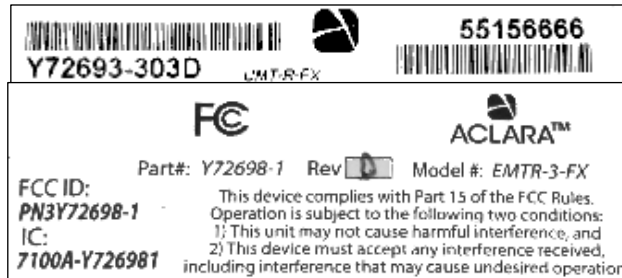 55156666
Y72693-303D
UMT-R-FX
FCC
ACLARA™
Part#: Y72698-1 Rev D Model #: EMTR-3-FX
FCC ID:
PN3Y72698-1
IC:
7100A-Y726981
This device complies with Part 15 of the FCC Rules.
Operation is subject to the following two conditions:
1) This unit may not cause harmful interference, and
2) This device must accept any interference received,
including interference that may cause undesired operation